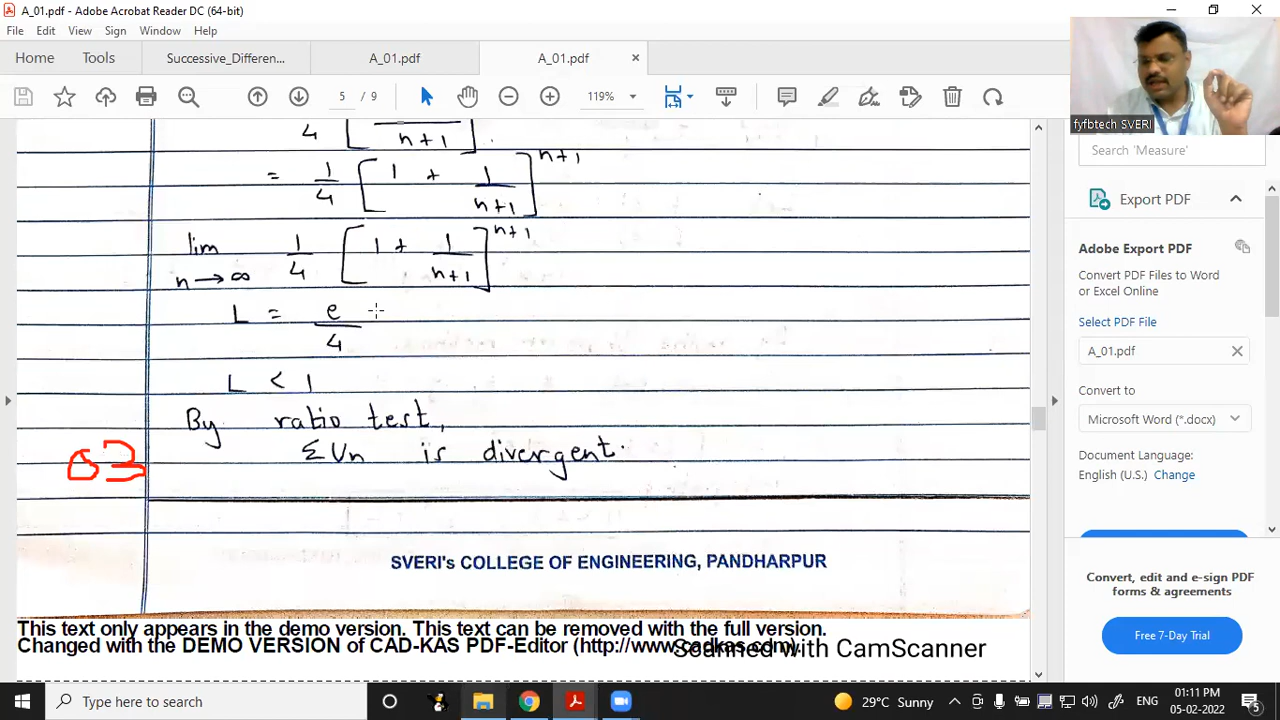 A_01.pdf - Adobe Acrobat Reader DC (64-bit)
File Edit View Sign Window Help
Home Tools Successive_Differen... A_01.pdf A_01.pdf
5 / 9 119%
fyfbtech SVERI
4 [ n+1 ]
= 1/4 [ 1 + 1/n+1 ]^n+1
lim n→∞ 1/4 [ 1 + 1/n+1 ]^n+1
L = e/4
L < 1
By ratio test,
ΣUn is divergent.
03
SVERI's COLLEGE OF ENGINEERING, PANDHARPUR
This text only appears in the demo version. This text can be removed with the full version.
Changed with the DEMO VERSION of CAD-KAS PDF-Editor (http://www.cadkas.com).
Scanned with CamScanner
Search 'Measure'
Export PDF
Adobe Export PDF
Convert PDF Files to Word
or Excel Online
Select PDF File
A_01.pdf
Convert to
Microsoft Word (*.docx)
Document Language:
English (U.S.) Change
Convert, edit and e-sign PDF
forms & agreements
Free 7-Day Trial
Type here to search
29°C Sunny
ENG
01:11 PM
05-02-2022
5